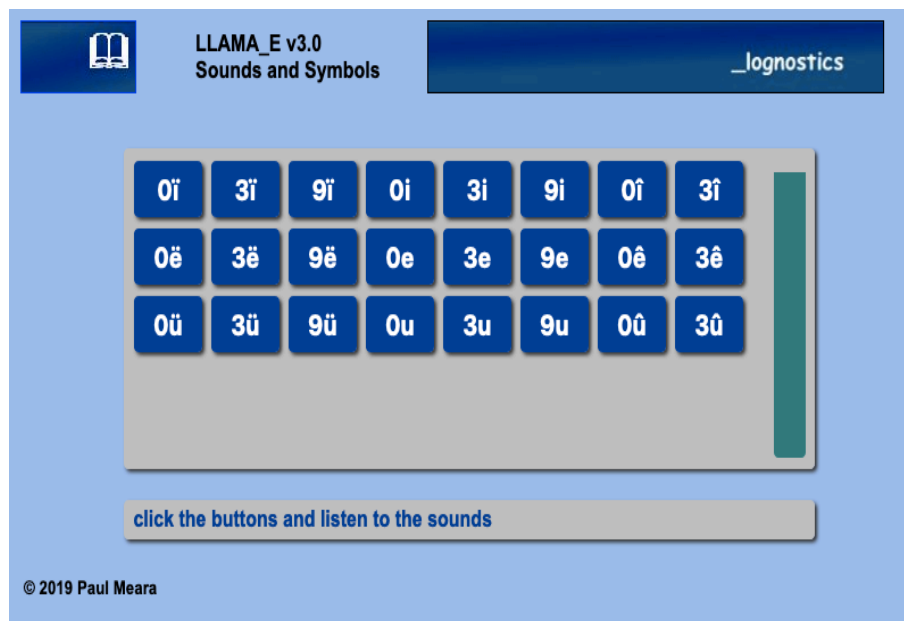 LLAMA_E v3.0
Sounds and Symbols
_lognostics
0ï 3ï 9ï 0i 3i 9i 0î 3î
0ë 3ë 9ë 0e 3e 9e 0ê 3ê
0ü 3ü 9ü 0u 3u 9u 0û 3û
click the buttons and listen to the sounds
© 2019 Paul Meara